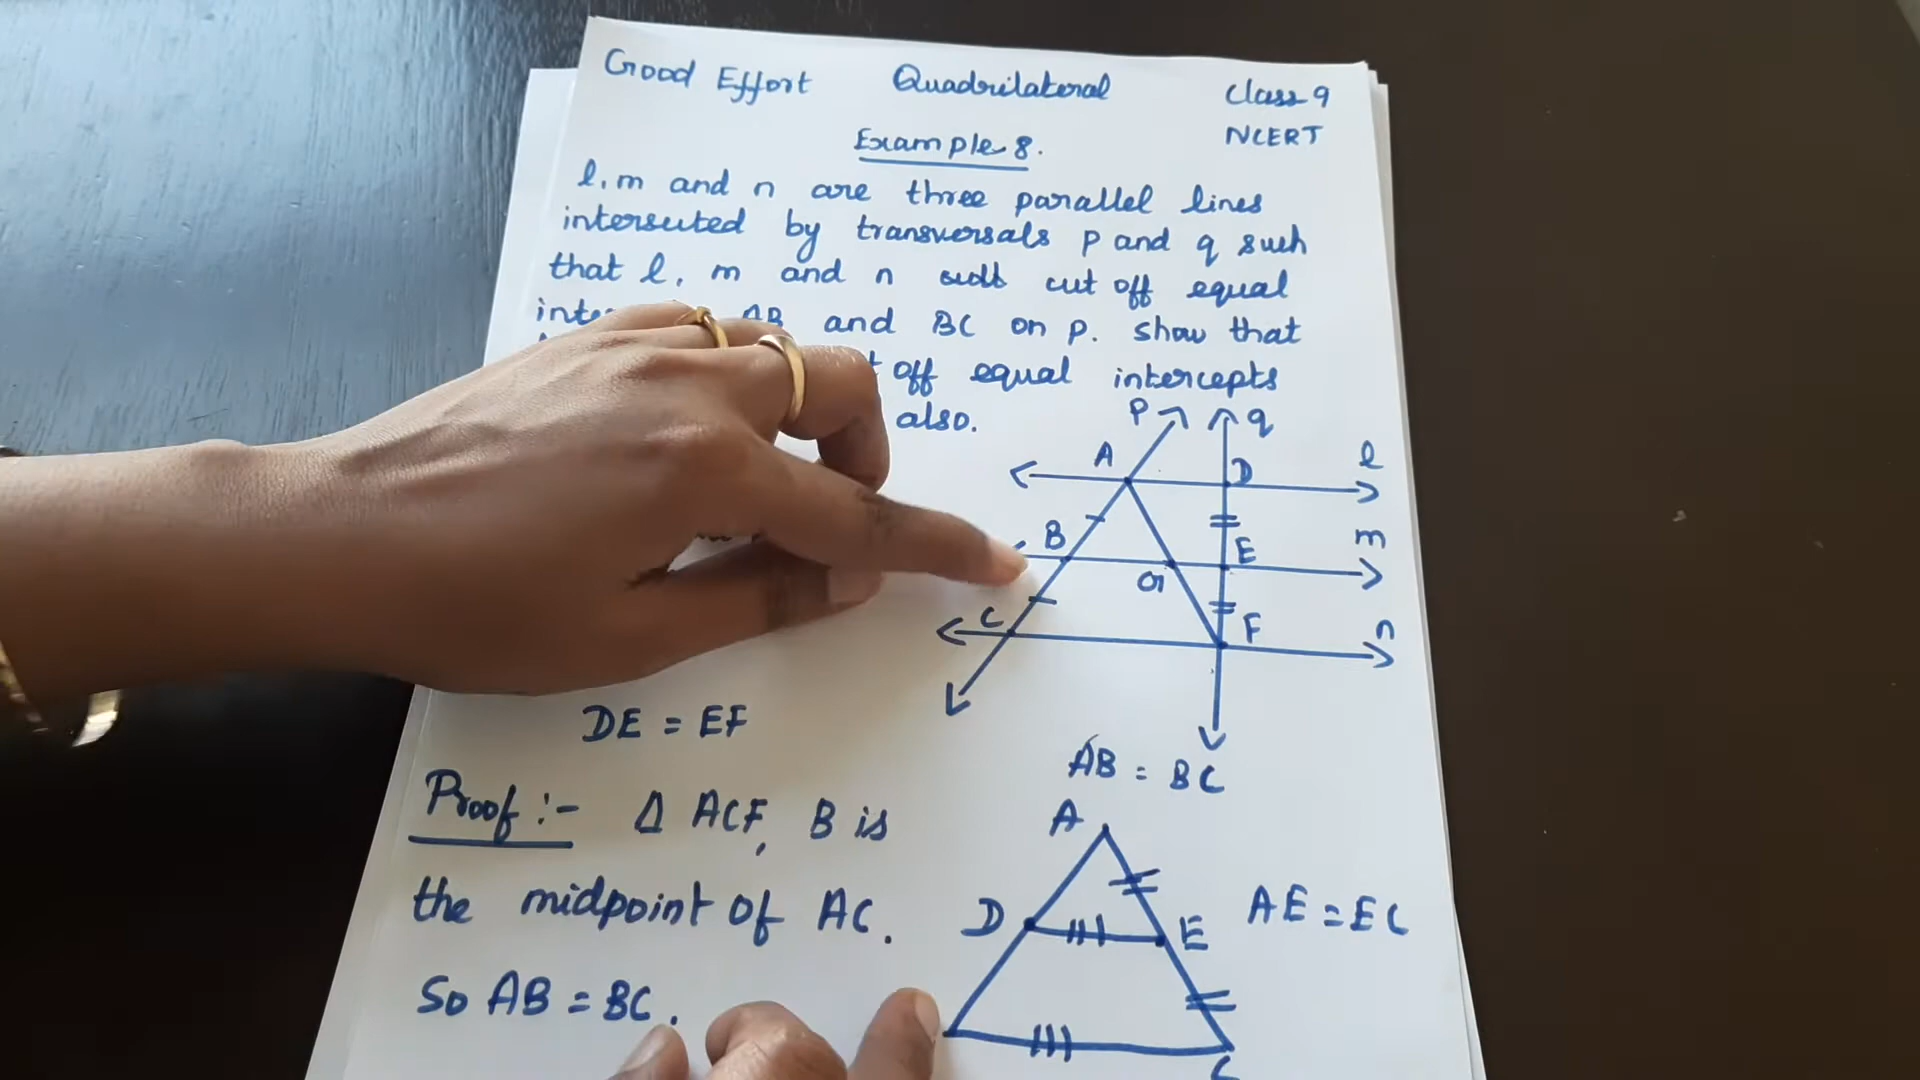 Good Effort Quadrilateral Class 9
NCERT
Example 8.
l, m and n are three parallel lines
intersuted by transversals p and q such
that l, m and n cut off equal
AB and BC on p. show that
off equal intercepts
also.
P q
A D l
B E m
G
C F n
DE = EF
AB = BC
Proof :- Δ ACF, B is
the midpoint of AC.
So AB = BC.
A
D E AE = EC
C